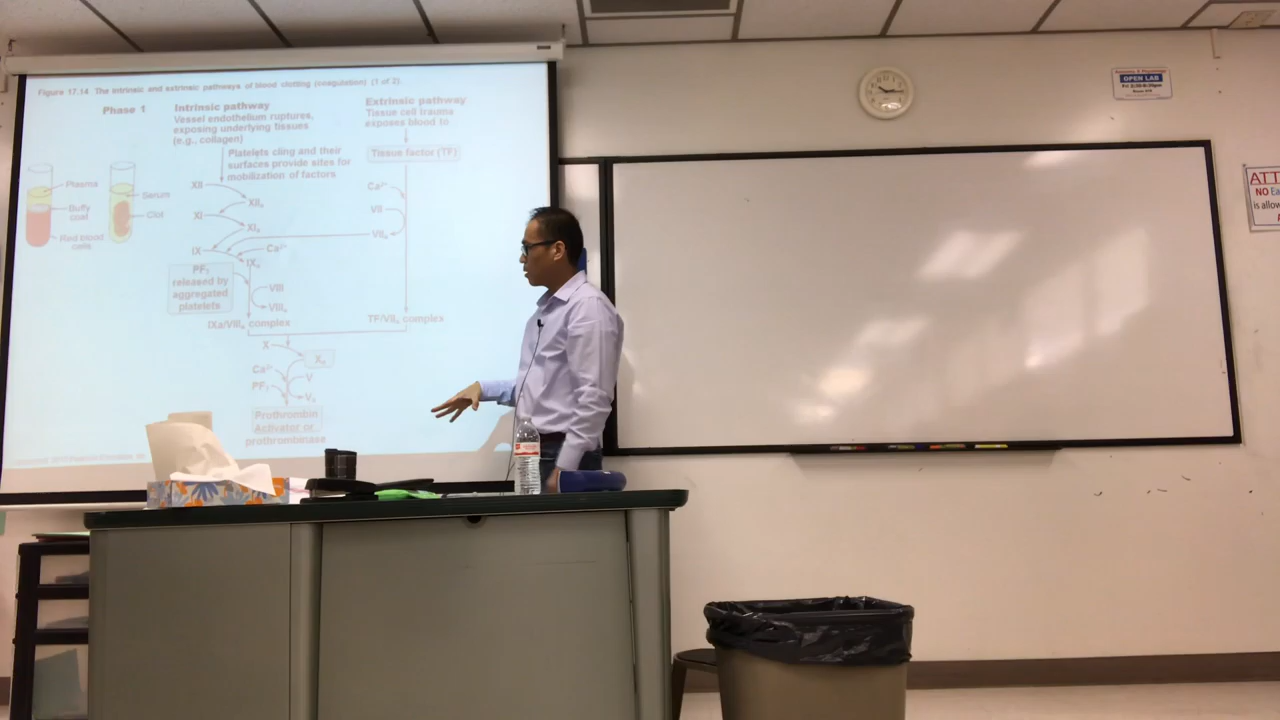 Figure 17.14 The intrinsic and extrinsic pathways of blood clotting (coagulation) (1 of 2).
Phase 1
Intrinsic pathway
Vessel endothelium ruptures,
exposing underlying tissues
(e.g., collagen)
Extrinsic pathway
Tissue cell trauma
exposes blood to
Platelets cling and their
surfaces provide sites for
mobilization of factors
Tissue factor (TF)
Plasma
Buffy
coat
Red blood
cells
Serum
Clot
XII
XIIa
XI
XIa
IX
Ca2+
IXa
Ca2+
VII
VIIa
PF3
released by
aggregated
platelets
VIII
VIIIa
IXa/VIIIa complex
TF/VIIa complex
X
Xa
Ca2+
PF3
V
Va
Prothrombin
Activator or
prothrombinase
OPEN LAB
ATT
NO Ea
is allow